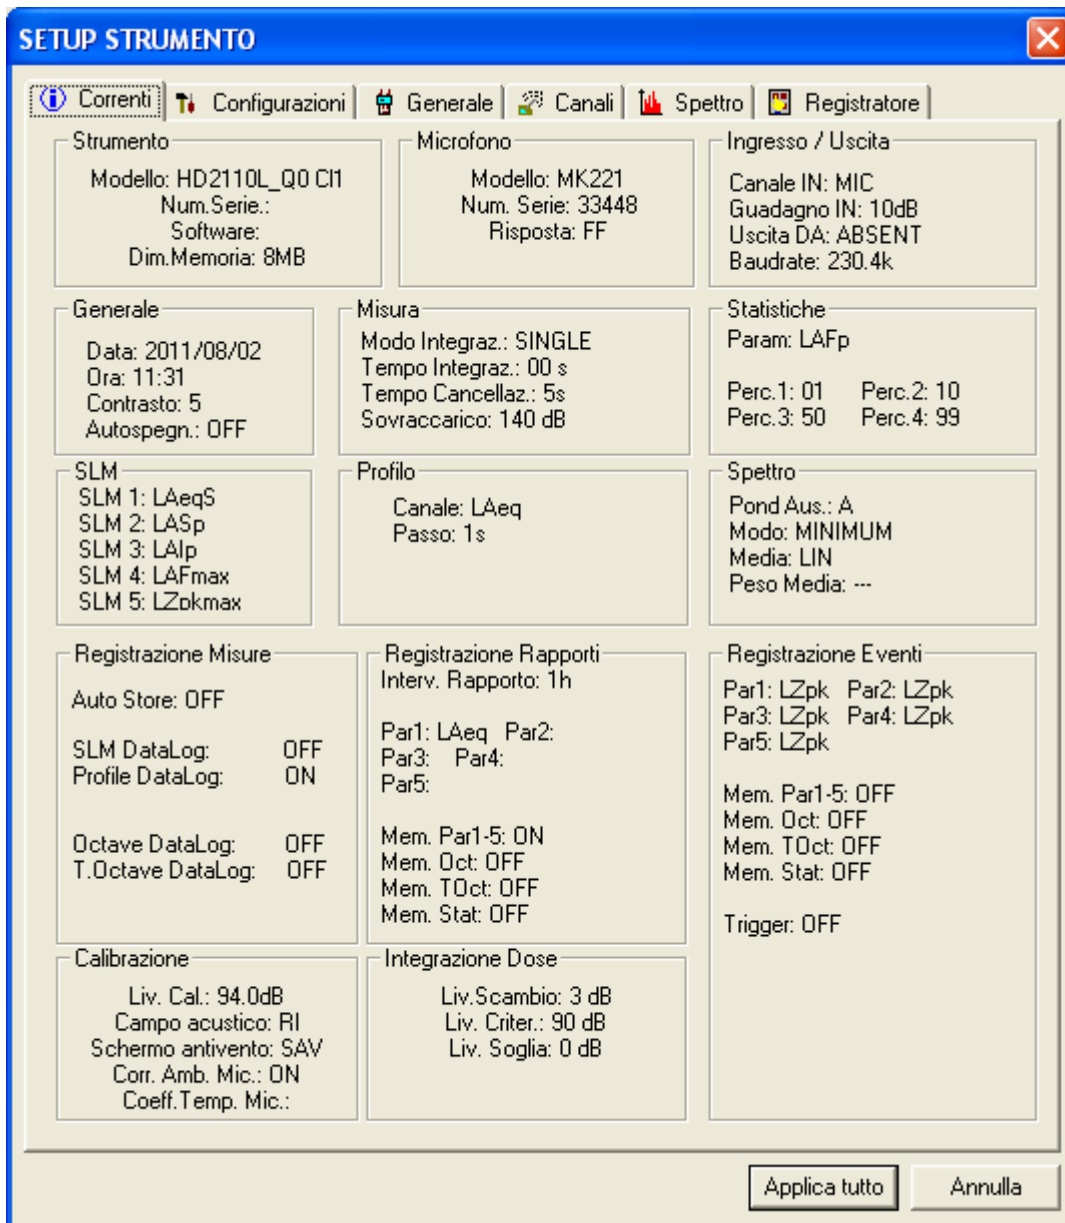 SETUP STRUMENTO
Correnti
Configurazioni
Generale
Canali
Spettro
Registratore
Strumento
Modello: HD2110L_Q0 Cl1
Num.Serie.:
Software:
Dim.Memoria: 8MB
Microfono
Modello: MK221
Num. Serie: 33448
Risposta: FF
Ingresso / Uscita
Canale IN: MIC
Guadagno IN: 10dB
Uscita DA: ABSENT
Baudrate: 230.4k
Generale
Data: 2011/08/02
Ora: 11:31
Contrasto: 5
Autospegn.: OFF
Misura
Modo Integraz.: SINGLE
Tempo Integraz.: 00 s
Tempo Cancellaz.: 5s
Sovraccarico: 140 dB
Statistiche
Param: LAFp
Perc.1: 01 Perc.2: 10
Perc.3: 50 Perc.4: 99
SLM
SLM 1: LAeqS
SLM 2: LASp
SLM 3: LAIp
SLM 4: LAFmax
SLM 5: LZpkmax
Profilo
Canale: LAeq
Passo: 1s
Spettro
Pond Aus.: A
Modo: MINIMUM
Media: LIN
Peso Media: ---
Registrazione Misure
Auto Store: OFF
SLM DataLog: OFF
Profile DataLog: ON
Octave DataLog: OFF
T.Octave DataLog: OFF
Registrazione Rapporti
Interv. Rapporto: 1h
Par1: LAeq Par2:
Par3: Par4:
Par5:
Mem. Par1-5: ON
Mem. Oct: OFF
Mem. TOct: OFF
Mem. Stat: OFF
Registrazione Eventi
Par1: LZpk Par2: LZpk
Par3: LZpk Par4: LZpk
Par5: LZpk
Mem. Par1-5: OFF
Mem. Oct: OFF
Mem. TOct: OFF
Mem. Stat: OFF
Trigger: OFF
Calibrazione
Liv. Cal.: 94.0dB
Campo acustico: RI
Schermo antivento: SAV
Corr. Amb. Mic.: ON
Coeff.Temp. Mic.:
Integrazione Dose
Liv.Scambio: 3 dB
Liv. Criter.: 90 dB
Liv. Soglia: 0 dB
Applica tutto
Annulla